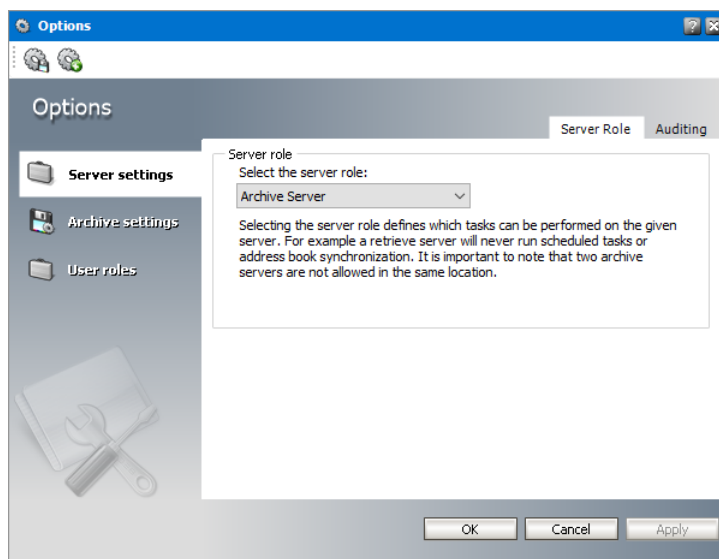 Options
Options
Server Role
Auditing
Server settings
Archive settings
User roles
Server role
Select the server role:
Archive Server
Selecting the server role defines which tasks can be performed on the given
server. For example a retrieve server will never run scheduled tasks or
address book synchronization. It is important to note that two archive
servers are not allowed in the same location.
OK
Cancel
Apply